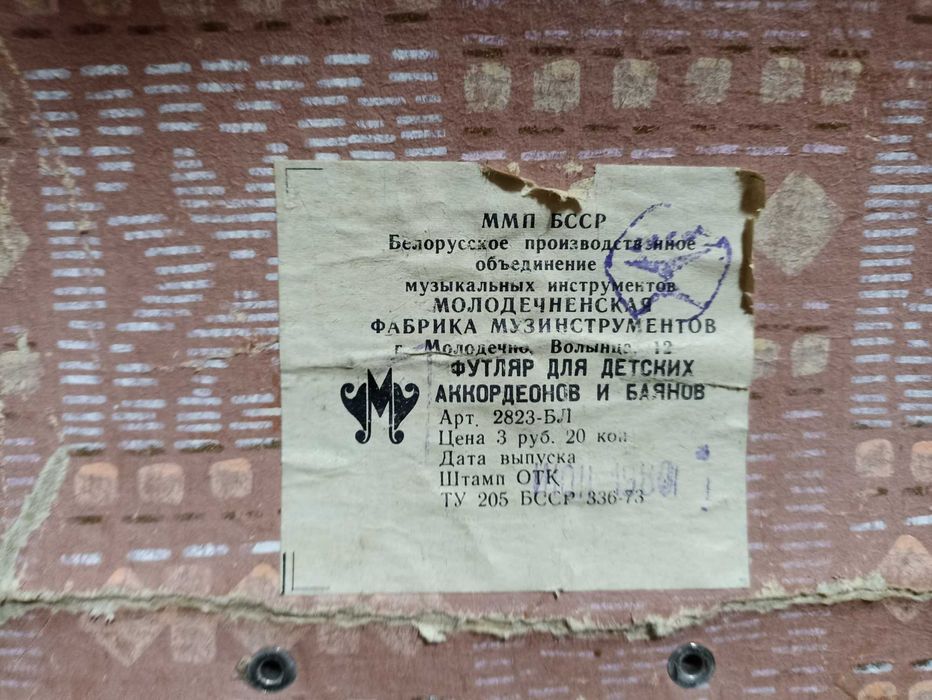 ММП БССР
Белорусское производственное
объединение
музыкальных инструментов
МОЛОДЕЧНЕНСКАЯ
ФАБРИКА МУЗИНСТРУМЕНТОВ
г. Молодечно, Волынца, 12
ФУТЛЯР ДЛЯ ДЕТСКИХ
АККОРДЕОНОВ И БАЯНОВ
Арт. 2823-БЛ
Цена 3 руб. 20 коп
Дата выпуска
Штамп ОТК
ТУ 205 БССР 336-73